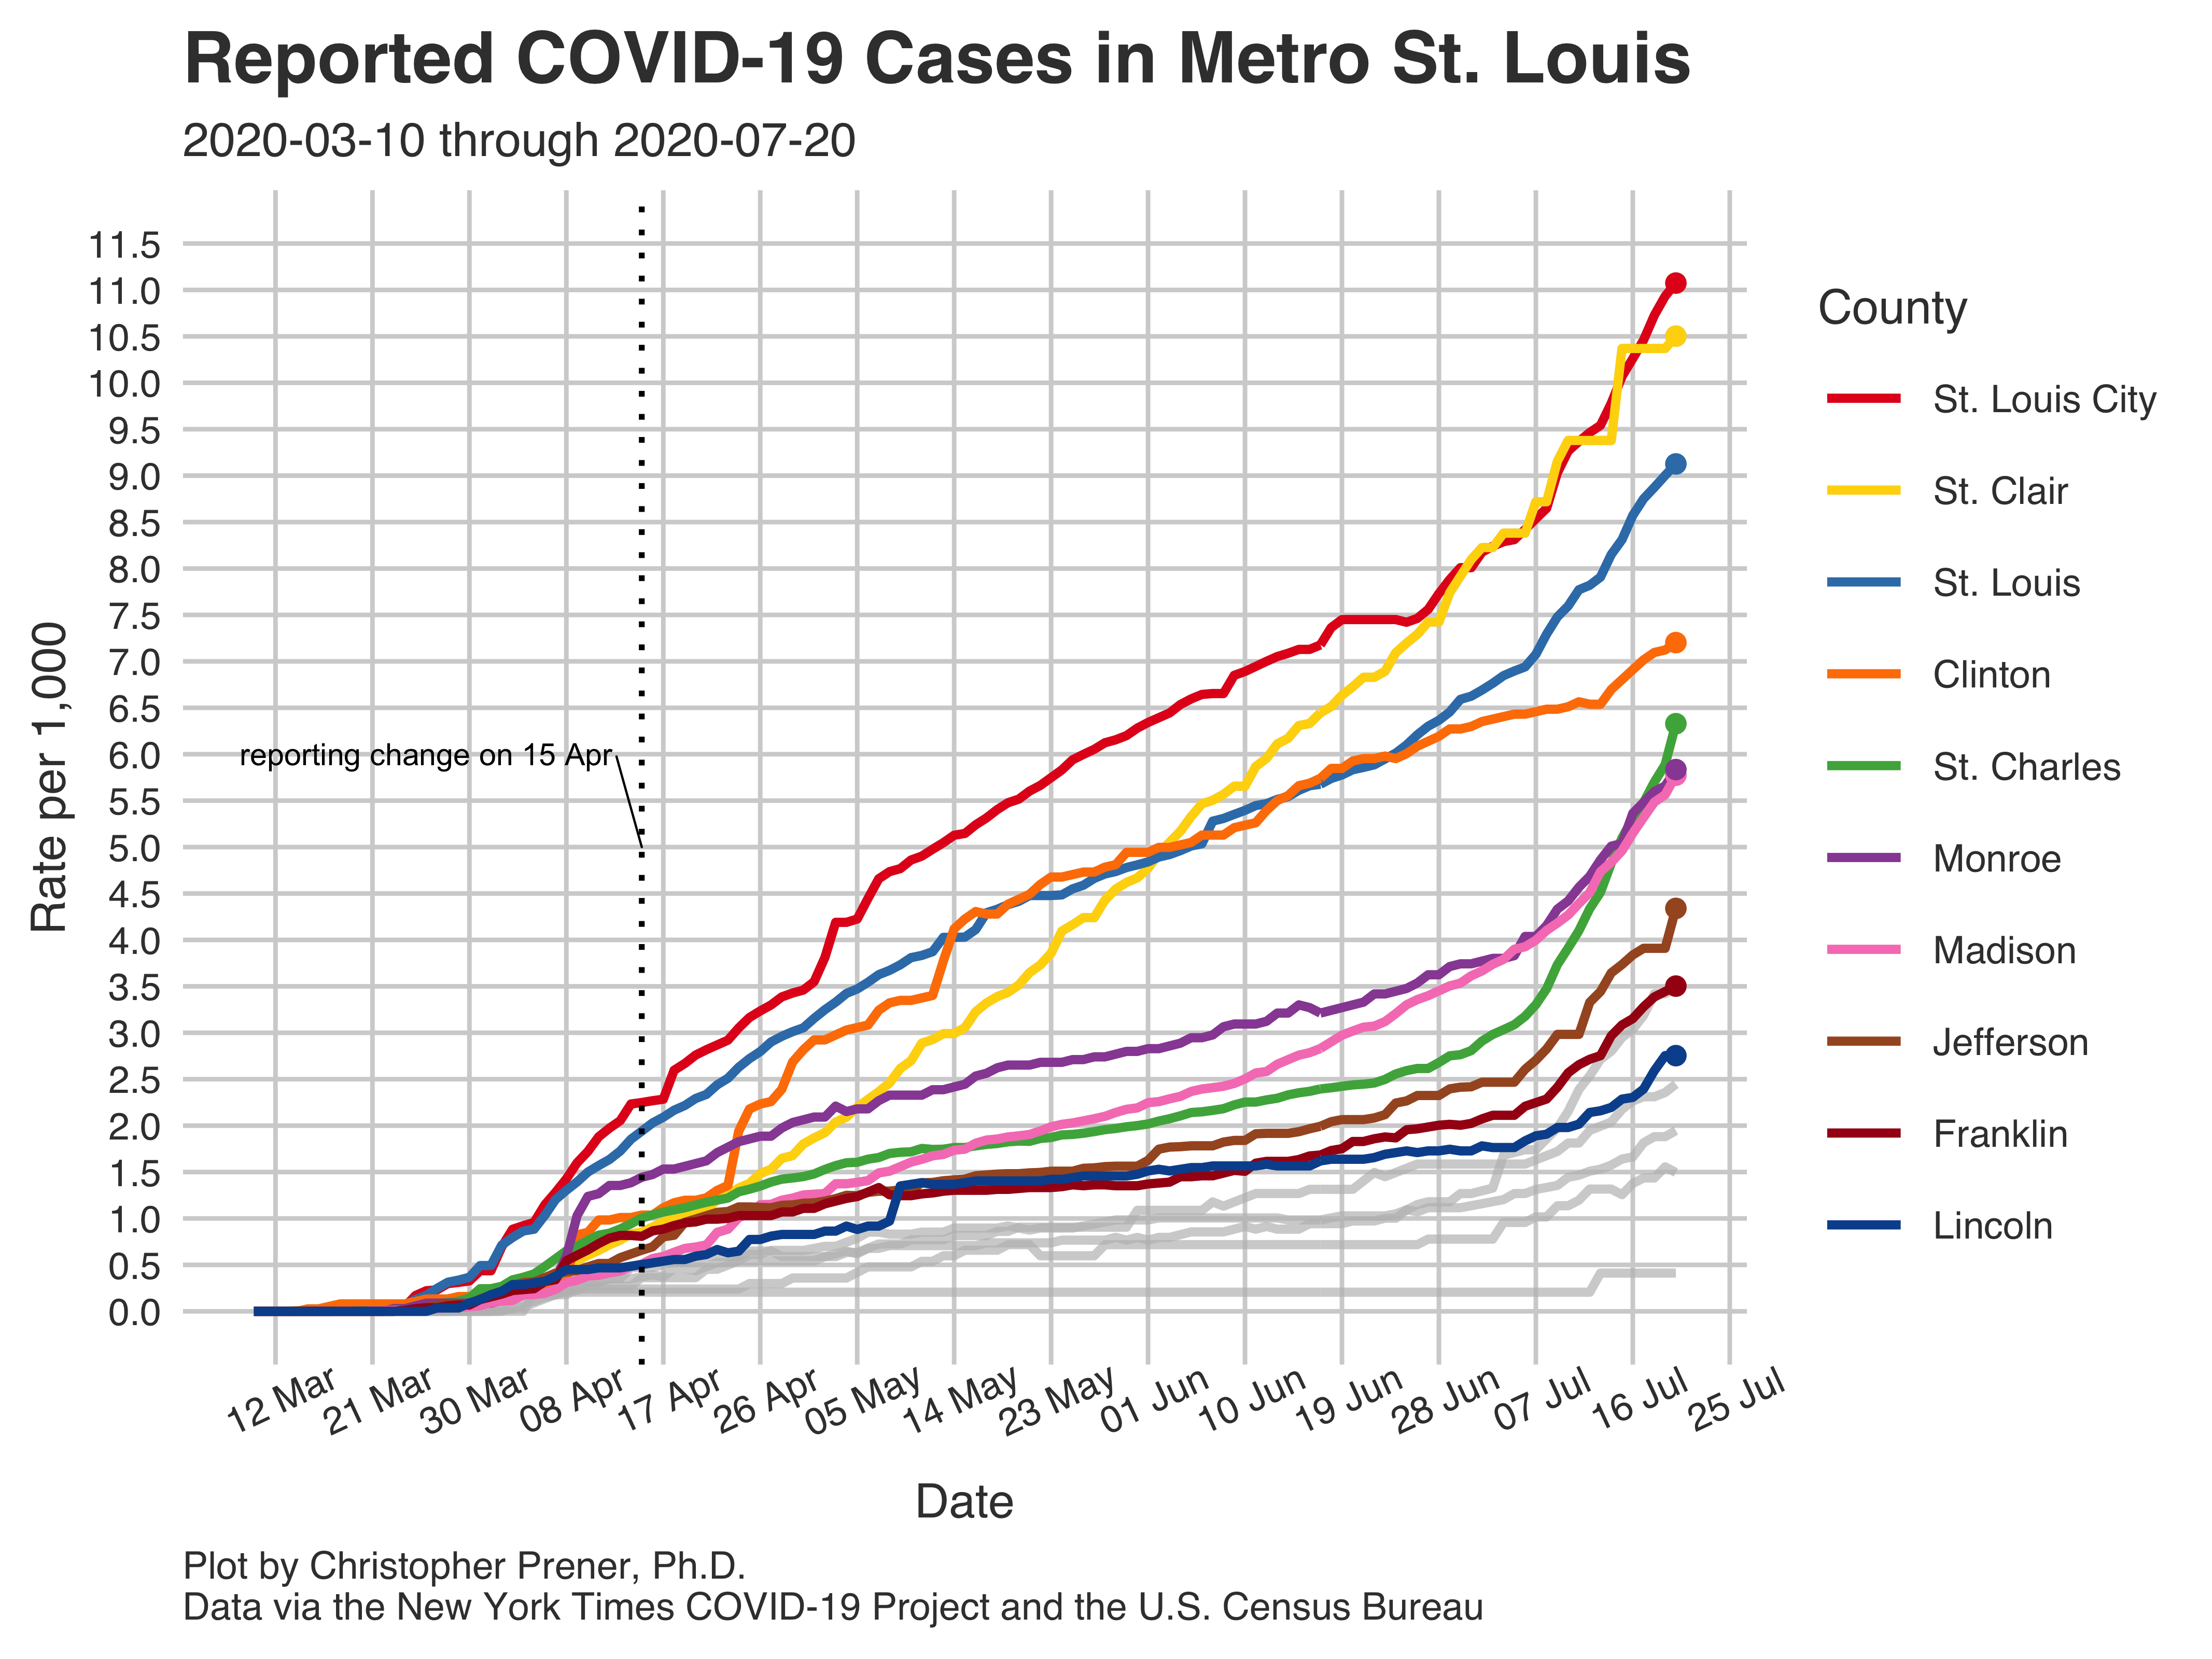 Reported COVID-19 Cases in Metro St. Louis
2020-03-10 through 2020-07-20
11.5
11.0
10.5
10.0
9.5
9.0
8.5
8.0
7.5
7.0
6.5
6.0
5.5
5.0
4.5
4.0
3.5
3.0
2.5
2.0
1.5
1.0
0.5
0.0
Rate per 1,000
reporting change on 15 Apr
County
St. Louis City
St. Clair
St. Louis
Clinton
St. Charles
Monroe
Madison
Jefferson
Franklin
Lincoln
12 Mar
21 Mar
30 Mar
08 Apr
17 Apr
26 Apr
05 May
14 May
23 May
01 Jun
10 Jun
19 Jun
28 Jun
07 Jul
16 Jul
25 Jul
Date
Plot by Christopher Prener, Ph.D.
Data via the New York Times COVID-19 Project and the U.S. Census Bureau